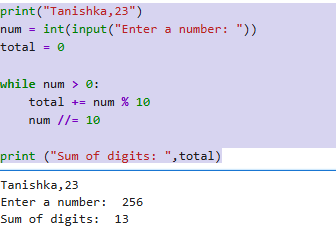 print("Tanishka,23")
num = int(input("Enter a number: "))
total = 0
while num > 0:
    total += num % 10
    num //= 10
print ("Sum of digits: ",total)
Tanishka,23
Enter a number:  256
Sum of digits:  13